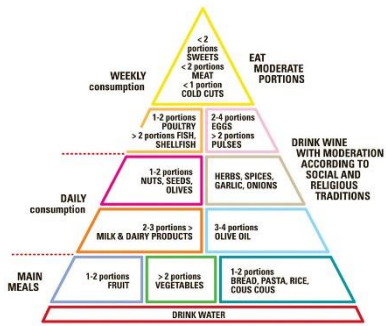 < 2
portions
SWEETS
< 2 portions
MEAT
< 1 portion
COLD CUTS
WEEKLY
consumption
EAT
MODERATE
PORTIONS
1-2 portions
POULTRY
> 2 portions FISH,
SHELLFISH
2-4 portions
EGGS
> 2 portions
PULSES
DRINK WINE
WITH MODERATION
ACCORDING TO
SOCIAL AND
RELIGIOUS
TRADITIONS
1-2 portions
NUTS, SEEDS,
OLIVES
HERBS, SPICES,
GARLIC, ONIONS
DAILY
consumption
2-3 portions >
MILK & DAIRY PRODUCTS
3-4 portions
OLIVE OIL
MAIN
MEALS
1-2 portions
FRUIT
> 2 portions
VEGETABLES
1-2 portions
BREAD, PASTA, RICE,
COUS COUS
DRINK WATER